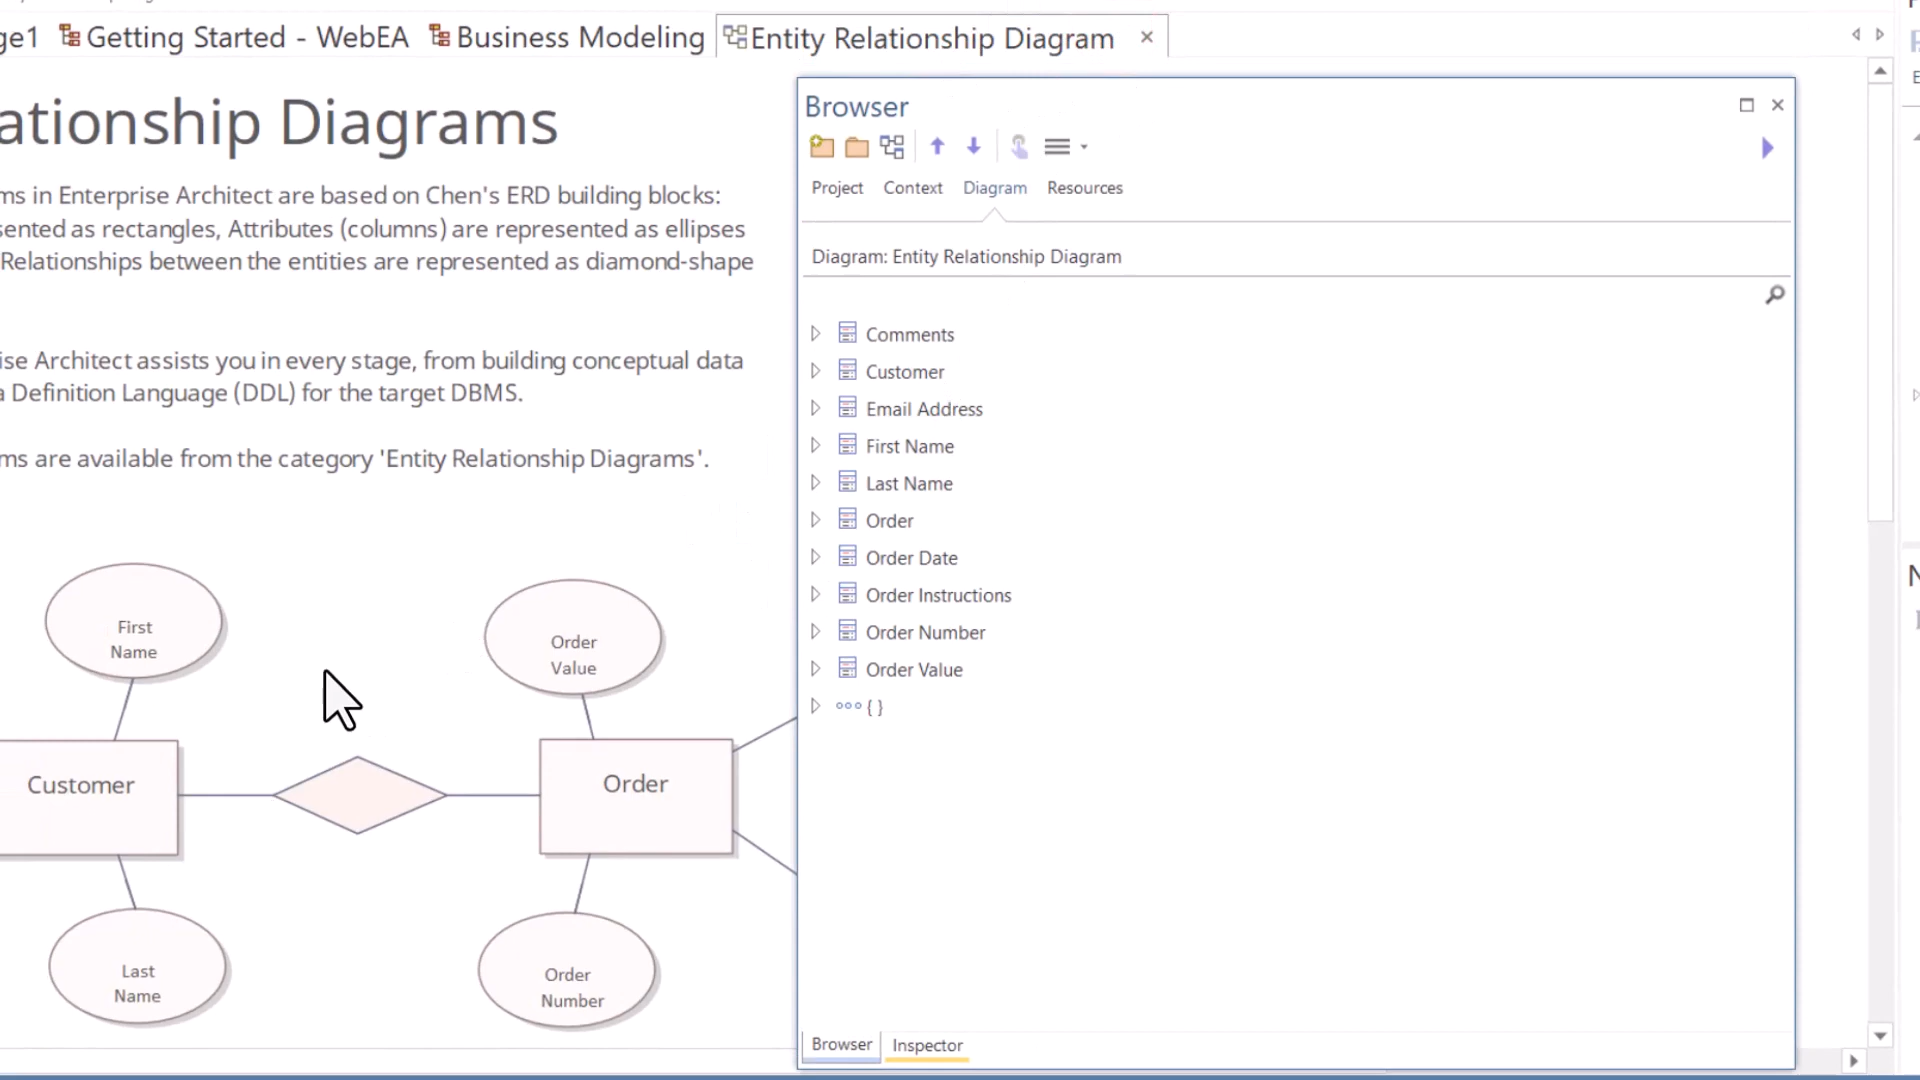 ge1 Getting Started - WebEA Business Modeling Entity Relationship Diagram
ationship Diagrams
ms in Enterprise Architect are based on Chen's ERD building blocks:
sented as rectangles, Attributes (columns) are represented as ellipses
Relationships between the entities are represented as diamond-shape
ise Architect assists you in every stage, from building conceptual data
a Definition Language (DDL) for the target DBMS.
ms are available from the category 'Entity Relationship Diagrams'.
First
Name
Order
Value
Customer
Order
Last
Name
Order
Number
Browser
Project Context Diagram Resources
Diagram: Entity Relationship Diagram
Comments
Customer
Email Address
First Name
Last Name
Order
Order Date
Order Instructions
Order Number
Order Value
{ }
Browser Inspector